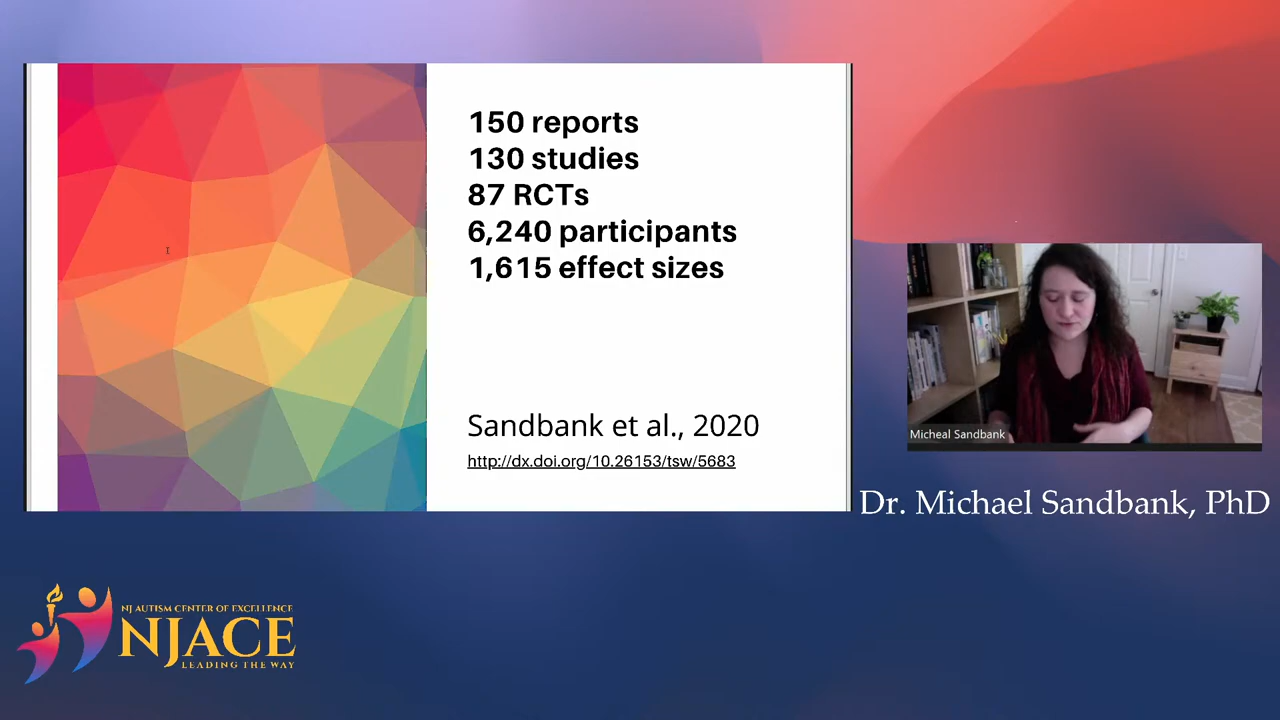 150 reports
130 studies
87 RCTs
6,240 participants
1,615 effect sizes
Sandbank et al., 2020
http://dx.doi.org/10.26153/tsw/5683
Micheal Sandbank
Dr. Michael Sandbank, PhD
NJ AUTISM CENTER OF EXCELLENCE
NJACE
LEADING THE WAY